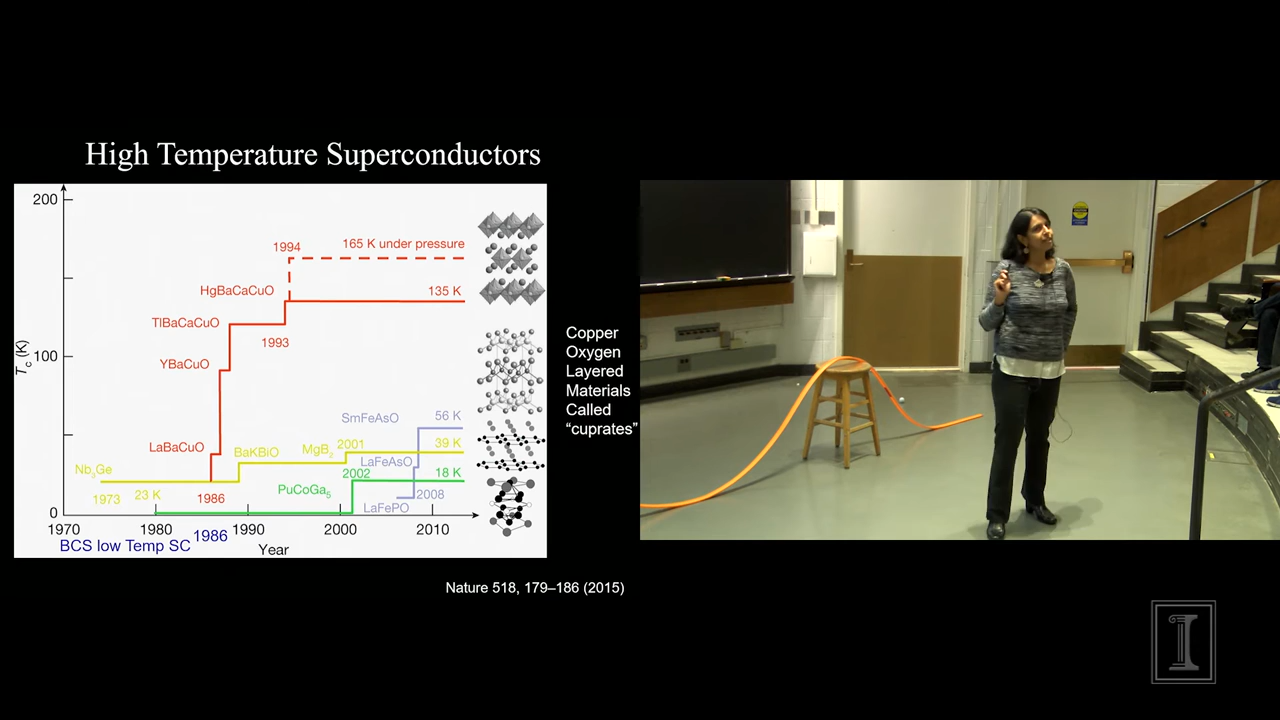 High Temperature Superconductors
200
1994
165 K under pressure
HgBaCaCuO
135 K
TlBaCaCuO
1993
YBaCuO
100
Tc (K)
SmFeAsO
56 K
LaBaCuO
BaKBiO
MgB2
2001
39 K
LaFeAsO
Nb3Ge
2002
18 K
PuCoGa5
1973
23 K
1986
2008
LaFePO
0
1970
1980
1990
2000
2010
1986
BCS low Temp SC
Year
Copper
Oxygen
Layered
Materials
Called
“cuprates”
Nature 518, 179–186 (2015)
I